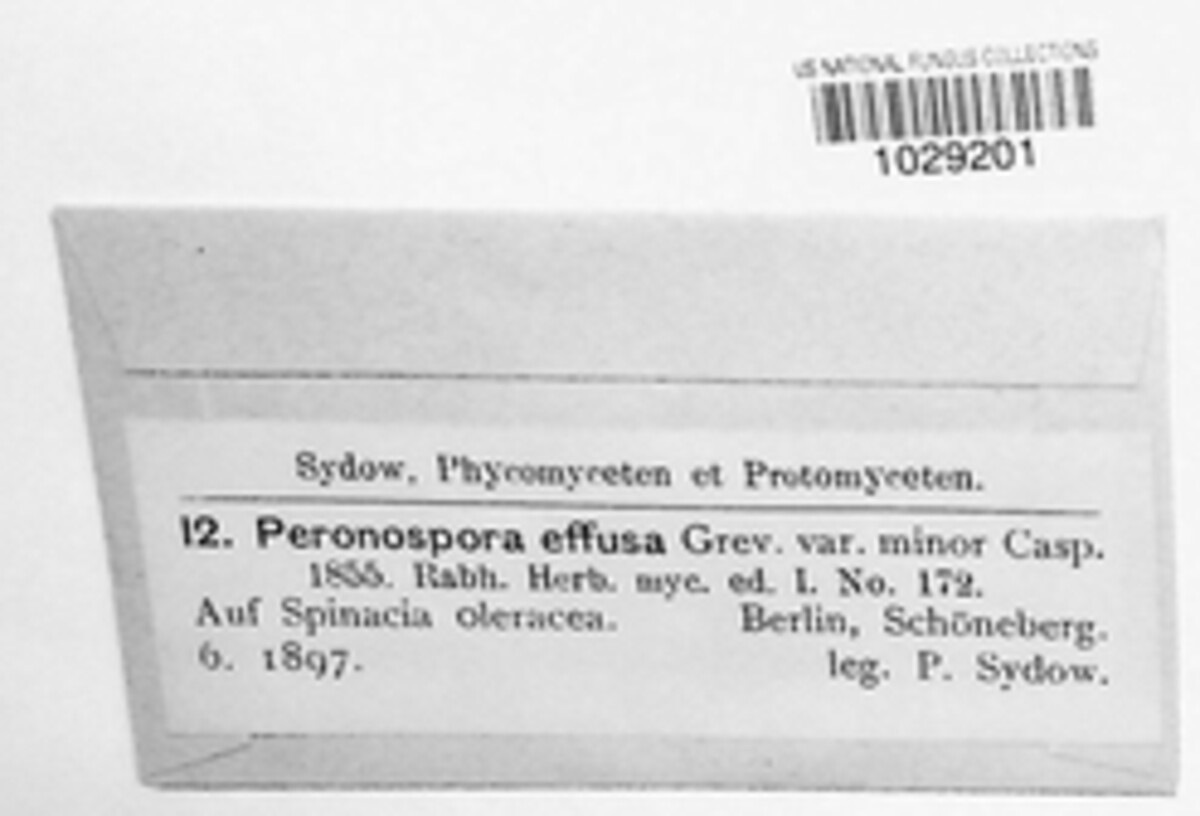 US NATIONAL FUNGUS COLLECTIONS
1029201
Sydow, Phycomyceten et Protomyceten.
12. Peronospora effusa Grev. var. minor Casp.
1855. Rabh. Herb. myc. ed. I. No. 172.
Auf Spinacia oleracea. Berlin, Schöneberg.
6. 1897. leg. P. Sydow.